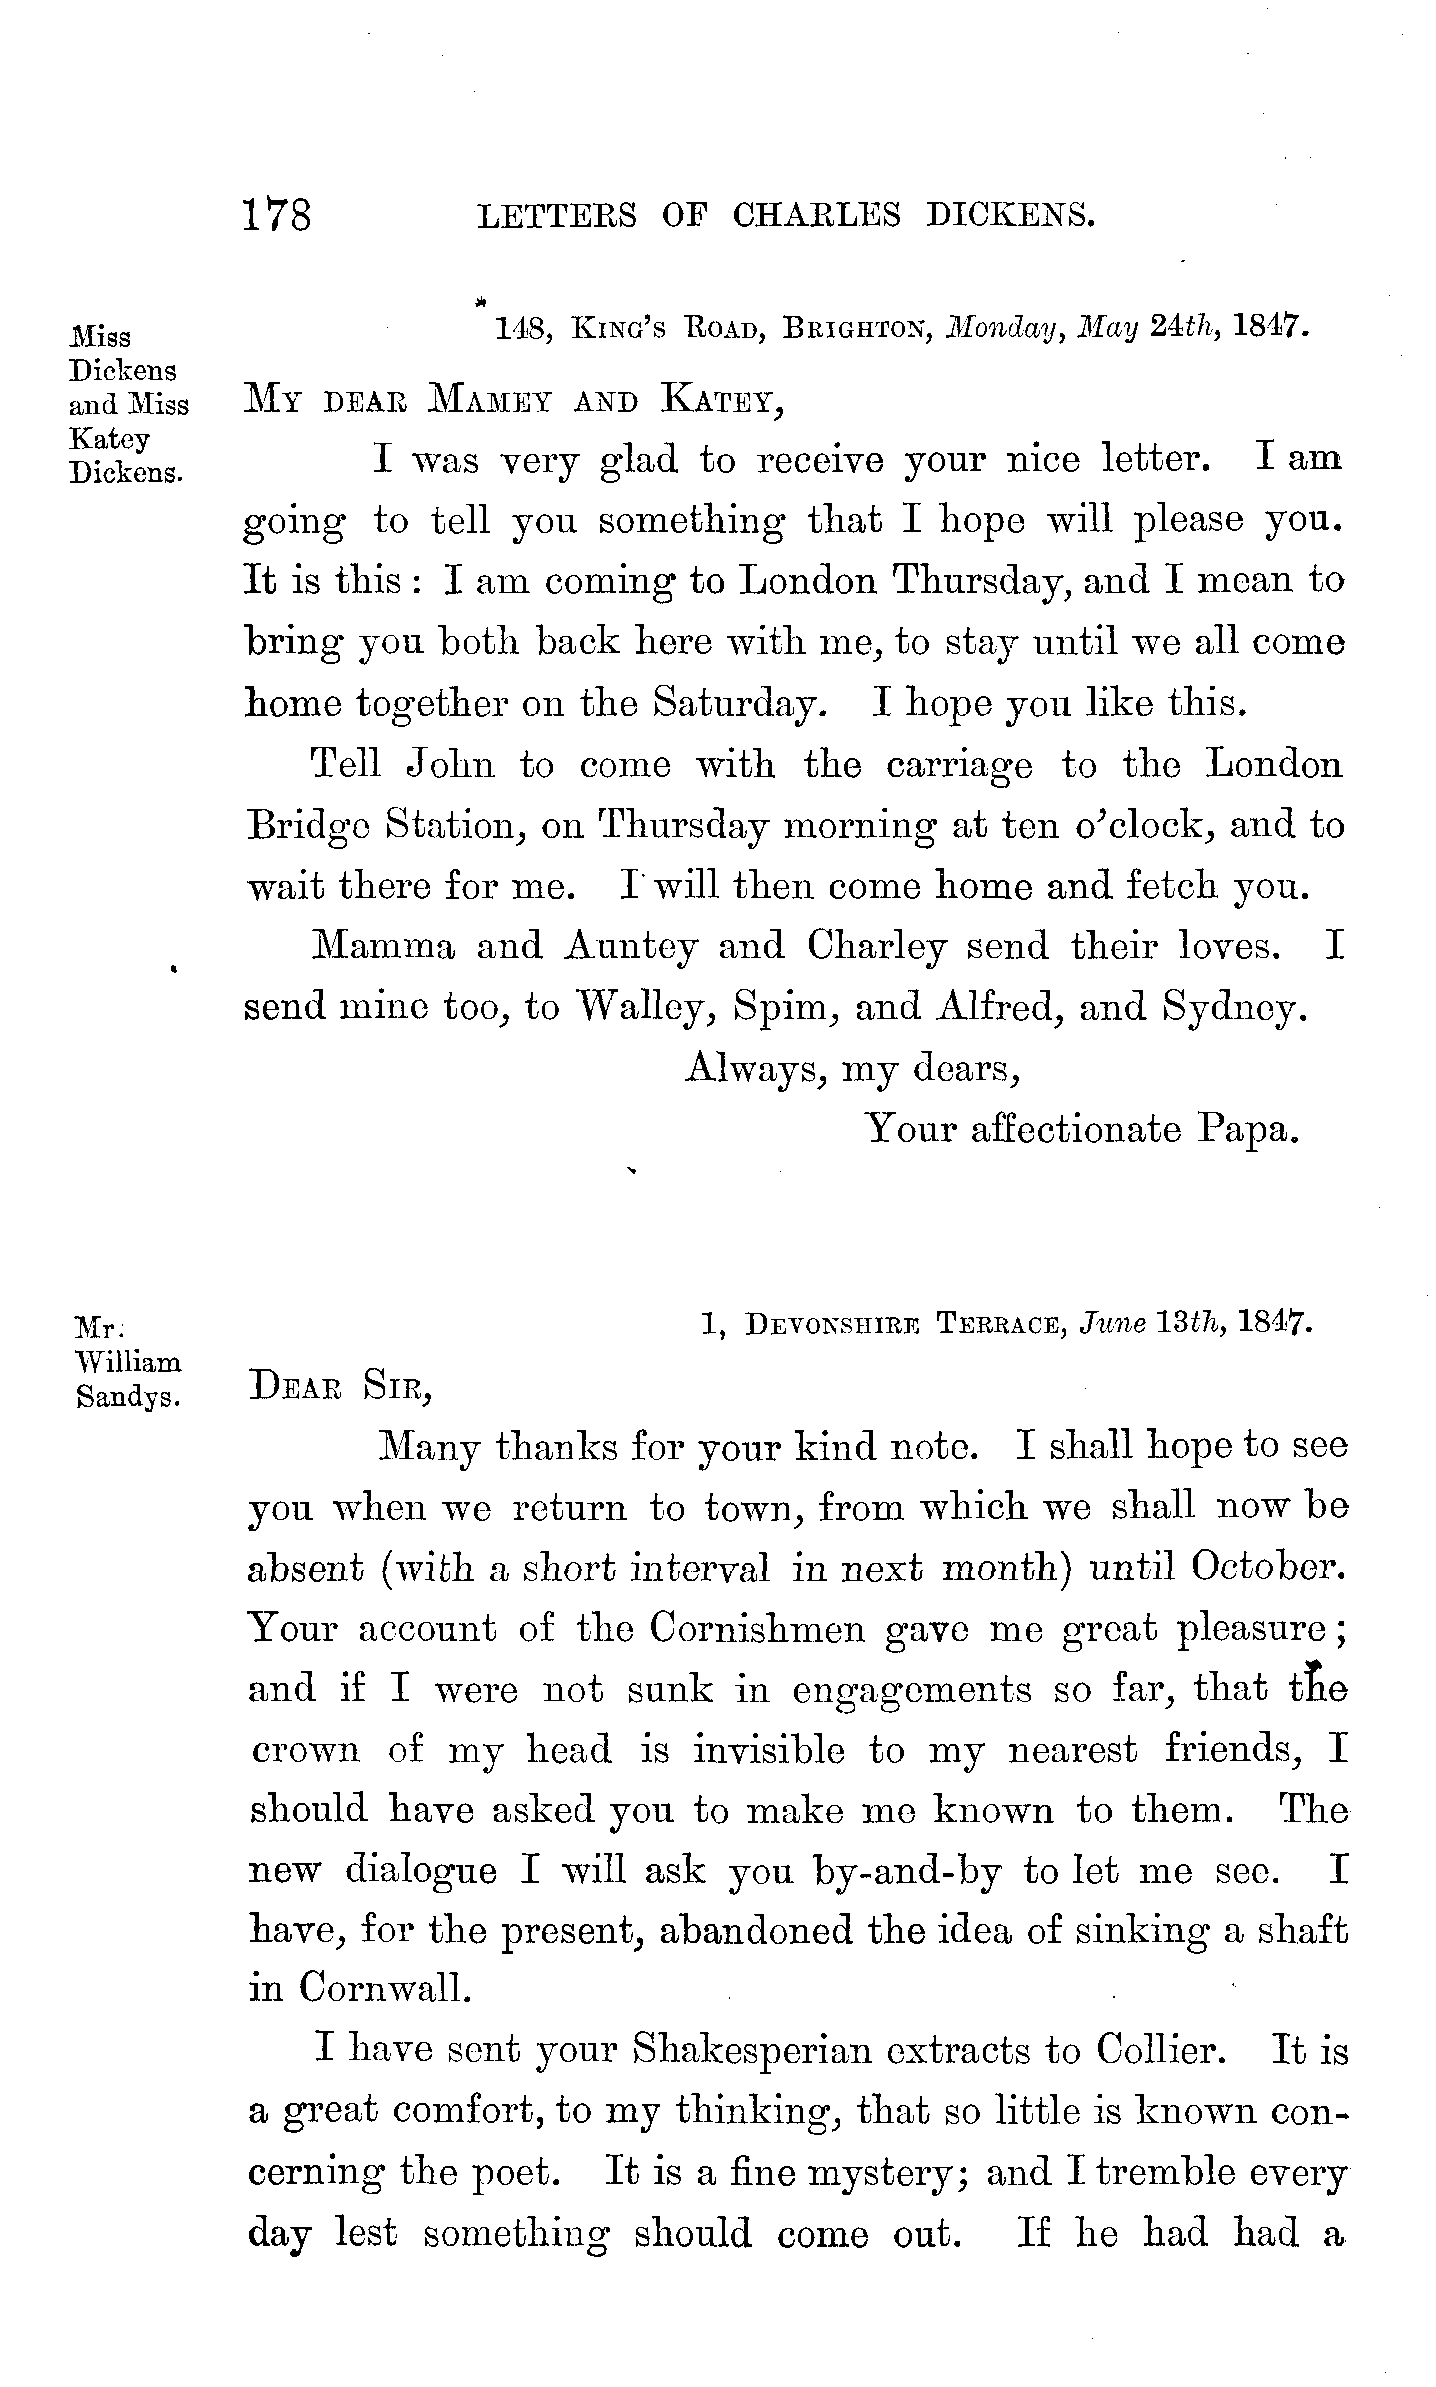 178 LETTERS OF CHARLES DICKENS.
Miss
Dickens
and Miss
Katey
Dickens.
148, KING'S ROAD, BRIGHTON, Monday, May 24th, 1847.
MY DEAR MAMEY AND KATEY,
I was very glad to receive your nice letter. I am
going to tell you something that I hope will please you.
It is this : I am coming to London Thursday, and I mean to
bring you both back here with me, to stay until we all come
home together on the Saturday. I hope you like this.
Tell John to come with the carriage to the London
Bridge Station, on Thursday morning at ten o'clock, and to
wait there for me. I will then come home and fetch you.
Mamma and Auntey and Charley send their loves. I
send mine too, to Walley, Spim, and Alfred, and Sydney.
Always, my dears,
Your affectionate Papa.
Mr.
William
Sandys.
1, DEVONSHIRE TERRACE, June 13th, 1847.
DEAR SIR,
Many thanks for your kind note. I shall hope to see
you when we return to town, from which we shall now be
absent (with a short interval in next month) until October.
Your account of the Cornishmen gave me great pleasure ;
and if I were not sunk in engagements so far, that the
crown of my head is invisible to my nearest friends, I
should have asked you to make me known to them. The
new dialogue I will ask you by-and-by to let me see. I
have, for the present, abandoned the idea of sinking a shaft
in Cornwall.
I have sent your Shakesperian extracts to Collier. It is
a great comfort, to my thinking, that so little is known con-
cerning the poet. It is a fine mystery; and I tremble every
day lest something should come out. If he had had a